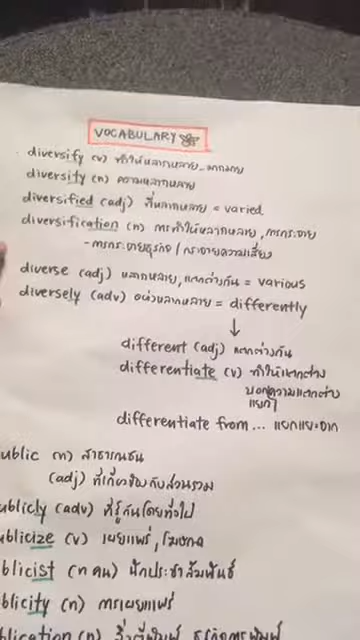 VOCABULARY
diversify (v) ทำให้หลากหลาย, มากมาย
diversity (n) ความหลากหลาย
diversified (adj) ที่หลากหลาย = varied
diversification (n) การทำให้หลากหลาย, การกระจาย
- การกระจายธุรกิจ / กระจายความเสี่ยง
diverse (adj) หลากหลาย, แตกต่างกัน = various
diversely (adv) อย่างหลากหลาย = differently
↓
different (adj) แตกต่างกัน
differentiate (v) ทำให้แตกต่าง
บอกความแตกต่าง
แยก
differentiate from ... แยกแยะจาก
ublic (n) สาธารณชน
(adj) ที่เกี่ยวข้องกับส่วนรวม
ublicly (adv) ที่รู้กันโดยทั่วไป
ublicize (v) เผยแพร่, โฆษณา
blicist (n คน) นักประชาสัมพันธ์
blicity (n) การเผยแพร่
blication (n) สิ่งตีพิมพ์